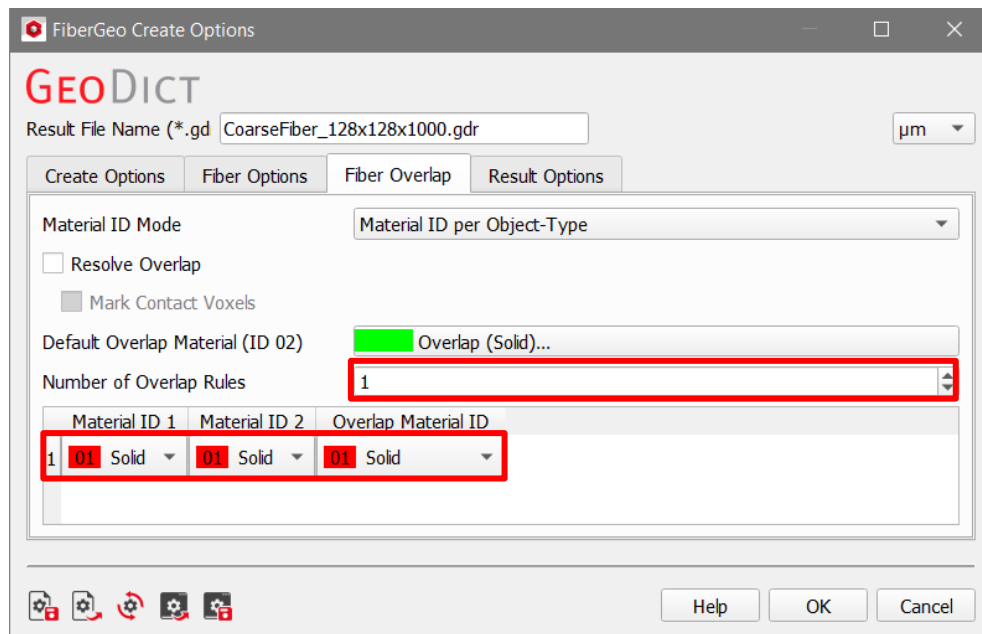 FiberGeo Create Options
GEODICT
Result File Name (*.gd CoarseFiber_128x128x1000.gdr µm
Create Options Fiber Options Fiber Overlap Result Options
Material ID Mode Material ID per Object-Type
Resolve Overlap
Mark Contact Voxels
Default Overlap Material (ID 02) Overlap (Solid)...
Number of Overlap Rules 1
Material ID 1 Material ID 2 Overlap Material ID
1 01 Solid 01 Solid 01 Solid
Help OK Cancel